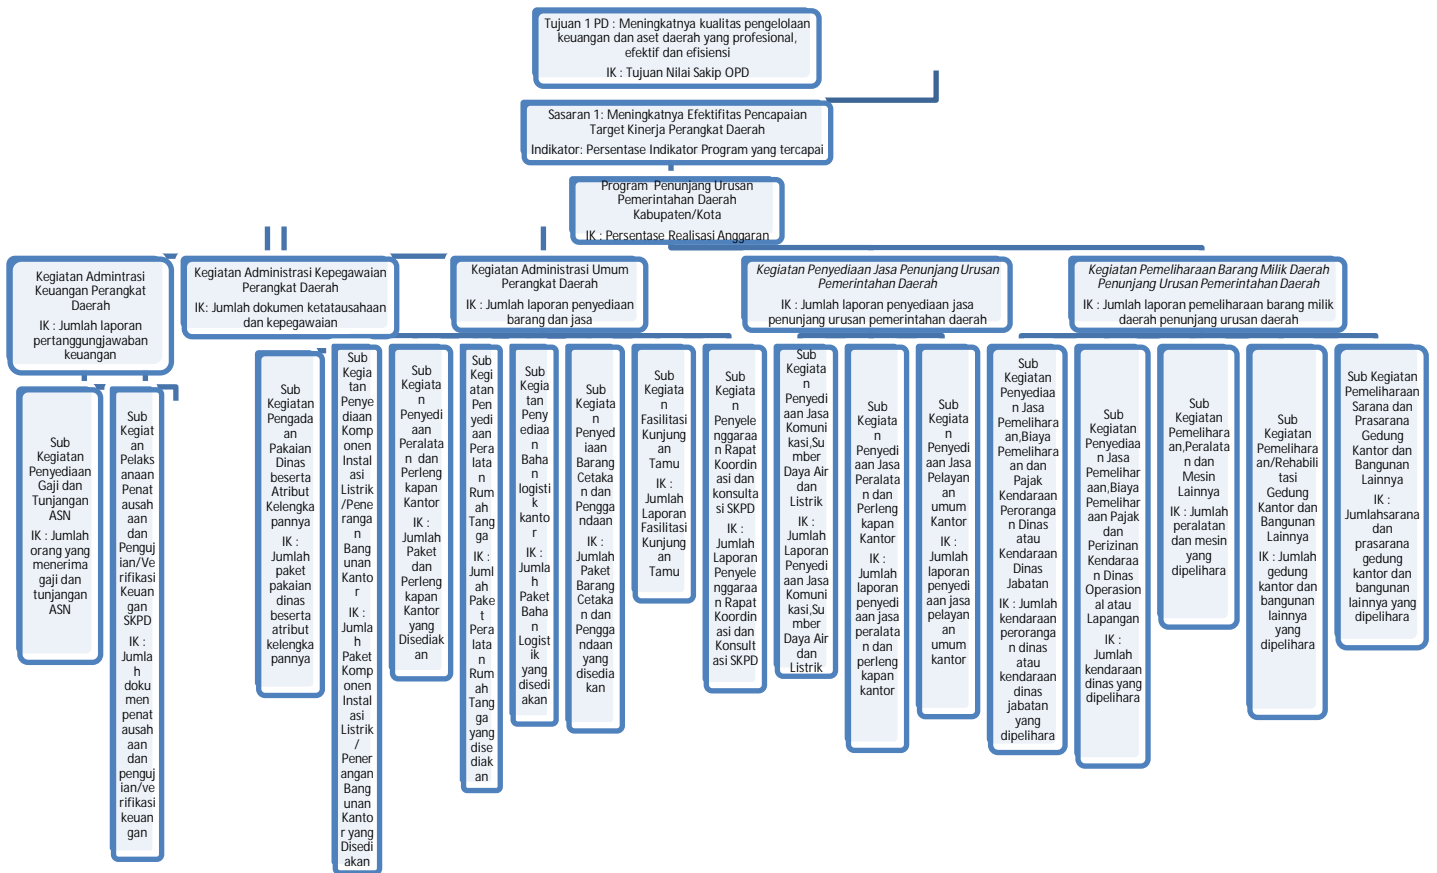 Tujuan 1 PD : Meningkatnya kualitas pengelolaan
keuangan dan aset daerah yang profesional,
efektif dan efisiensi
IK : Tujuan Nilai Sakip OPD
Sasaran 1: Meningkatnya Efektifitas Pencapaian
Target Kinerja Perangkat Daerah
Indikator: Persentase Indikator Program yang tercapai
Program Penunjang Urusan
Pemerintahan Daerah
Kabupaten/Kota
IK : Persentase Realisasi Anggaran
Kegiatan Admintrasi
Keuangan Perangkat
Daerah
IK : Jumlah laporan
pertanggungjawaban
keuangan
Kegiatan Administrasi Kepegawaian
Perangkat Daerah
IK: Jumlah dokumen ketatausahaan
dan kepegawaian
Kegiatan Administrasi Umum
Perangkat Daerah
IK : Jumlah laporan penyediaan
barang dan jasa
Kegiatan Penyediaan Jasa Penunjang Urusan
Pemerintahan Daerah
IK : Jumlah laporan penyediaan jasa
penunjang urusan pemerintahan daerah
Kegiatan Pemeliharaan Barang Milik Daerah
Penunjang Urusan Pemerintahan Daerah
IK : Jumlah laporan pemeliharaan barang milik
daerah penunjang urusan daerah
Sub
Kegiatan
Penyediaan
Gaji dan
Tunjangan
ASN
IK : Jumlah
orang yang
menerima
gaji dan
tunjangan
ASN
Sub
Kegiat
an
Pelaks
anaan
Penat
ausah
aan
dan
Penguj
ian/Ve
rifikasi
Keuan
gan
SKPD
IK :
Jumla
h
doku
men
penat
ausah
aan
dan
penguj
ian/ve
rifikasi
keuan
gan
Sub
Kegiatan
Pengada
an
Pakaian
Dinas
beserta
Atribut
Kelengka
pannya
IK :
Jumlah
paket
pakaian
dinas
beserta
atribut
kelengka
pannya
Sub
Kegia
tan
Penye
diaan
Komp
onen
Instal
asi
Listrik
/Pene
ranga
n
Bang
unan
Kanto
r
IK :
Jumla
h
Paket
Komp
onen
Instal
asi
Listrik
/
Pener
angan
Bang
unan
Kanto
r yang
Disedi
akan
Sub
Kegiata
n
Penyedi
aan
Peralata
n dan
Perleng
kapan
Kantor
IK :
Jumlah
Paket
dan
Perleng
kapan
Kantor
yang
Disediak
an
Sub
Kegi
atan
Pen
yedi
aan
Pera
lata
n
Rum
ah
Tang
ga
IK :
Juml
ah
Pake
t
Pera
lata
n
Rum
ah
Tang
ga
yang
dise
diak
an
Sub
Kegia
tan
Peny
ediaa
n
Baha
n
logisti
k
kanto
r
IK :
Jumla
h
Paket
Baha
n
Logist
ik
yang
disedi
akan
Sub
Kegiata
n
Penyed
iaan
Barang
Cetaka
n dan
Pengga
ndaan
IK :
Jumlah
Paket
Barang
Cetaka
n dan
Pengga
ndaan
yang
disedia
kan
Sub
Kegiata
n
Fasilitasi
Kunjung
an
Tamu
IK :
Jumlah
Laporan
Fasilitasi
Kunjung
an
Tamu
Sub
Kegiata
n
Penyele
nggaraa
n Rapat
Koordin
asi dan
konsulta
si SKPD
IK :
Jumlah
Laporan
Penyele
nggaraa
n Rapat
Koordin
asi dan
Konsult
asi SKPD
Sub
Kegiata
n
Penyedi
aan Jasa
Komuni
kasi,Su
mber
Daya Air
dan
Listrik
IK :
Jumlah
Laporan
Penyedi
aan Jasa
Komuni
kasi,Su
mber
Daya Air
dan
Listrik
Sub
Kegiata
n
Penyedi
aan Jasa
Peralata
n dan
Perleng
kapan
Kantor
IK :
Jumlah
laporan
penyedi
aan jasa
peralata
n dan
perleng
kapan
kantor
Sub
Kegiata
n
Penyedi
aan Jasa
Pelayan
an
umum
Kantor
IK :
Jumlah
laporan
penyedi
aan jasa
pelayan
an
umum
kantor
Sub
Kegiatan
Penyediaa
n Jasa
Pemelihar
aan,Biaya
Pemelihar
aan dan
Pajak
Kendaraan
Peroranga
n Dinas
atau
Kendaraan
Dinas
Jabatan
IK : Jumlah
kendaraan
peroranga
n dinas
atau
kendaraan
dinas
jabatan
yang
dipelihara
Sub
Kegiatan
Penyediaa
n Jasa
Pemelihar
aan,Biaya
Pemelihar
aan Pajak
dan
Perizinan
Kendaraa
n Dinas
Operasion
al atau
Lapangan
IK :
Jumlah
kendaraan
dinas yang
dipelihara
Sub
Kegiatan
Pemelihara
an,Peralata
n dan
Mesin
Lainnya
IK : Jumlah
peralatan
dan mesin
yang
dipelihara
Sub
Kegiatan
Pemelihara
an/Rehabili
tasi
Gedung
Kantor dan
Bangunan
Lainnya
IK : Jumlah
gedung
kantor dan
bangunan
lainnya
yang
dipelihara
Sub Kegiatan
Pemeliharaan
Sarana dan
Prasarana
Gedung
Kantor dan
Bangunan
Lainnya
IK :
Jumlahsarana
dan
prasarana
gedung
kantor dan
bangunan
lainnya yang
dipelihara